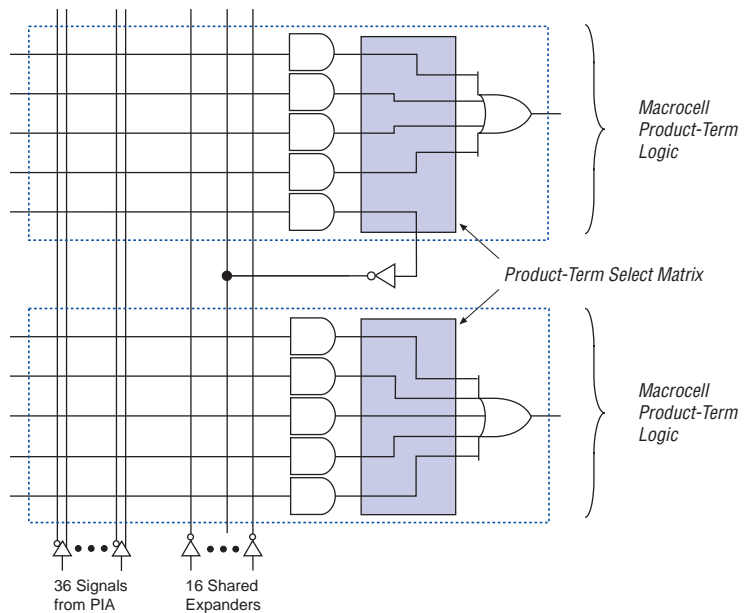 Macrocell
Product-Term
Logic
Product-Term Select Matrix
Macrocell
Product-Term
Logic
36 Signals
from PIA
16 Shared
Expanders